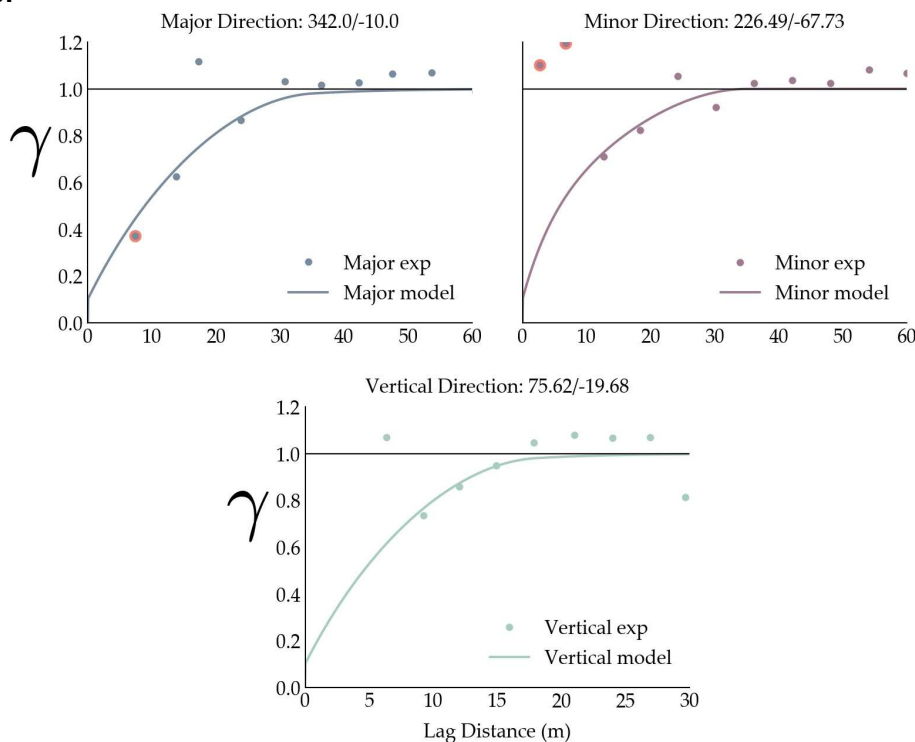 Major Direction: 342.0/-10.0
1.2
1.0
0.8
0.6
0.4
0.2
0.0
γ
Major exp
Major model
0 10 20 30 40 50 60
Minor Direction: 226.49/-67.73
Minor exp
Minor model
0 10 20 30 40 50 60
Vertical Direction: 75.62/-19.68
1.2
1.0
0.8
0.6
0.4
0.2
0.0
γ
Vertical exp
Vertical model
0 5 10 15 20 25 30
Lag Distance (m)